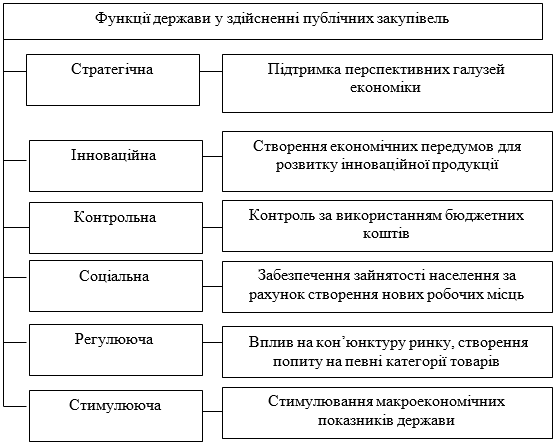 Функції держави у здійсненні публічних закупівель
Стратегічна
Підтримка перспективних галузей
економіки
Інноваційна
Створення економічних передумов для
розвитку інноваційної продукції
Контрольна
Контроль за використанням бюджетних
коштів
Соціальна
Забезпечення зайнятості населення за
рахунок створення нових робочих місць
Регулююча
Вплив на кон’юнктуру ринку, створення
попиту на певні категорії товарів
Стимулююча
Стимулювання макроекономічних
показників держави